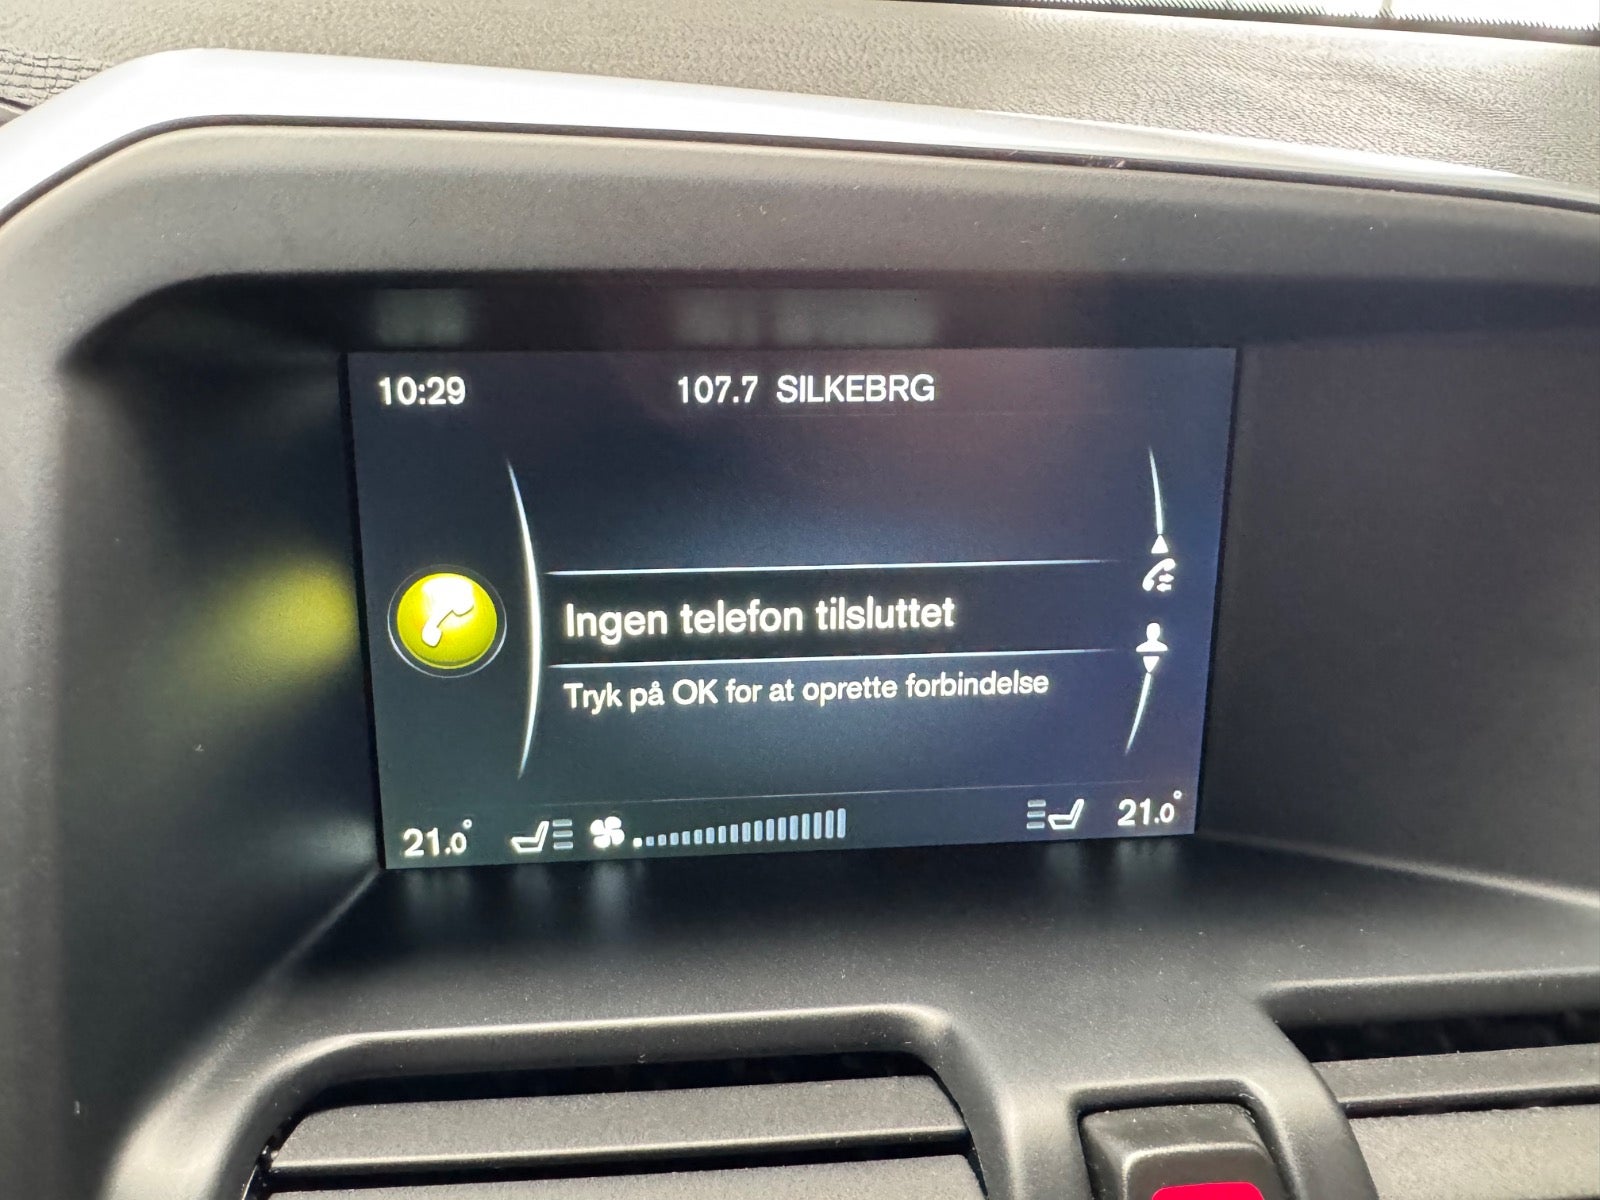 10:29 107.7 SILKEBRG
Ingen telefon tilsluttet
Tryk på OK for at oprette forbindelse
21.0° 21.0°